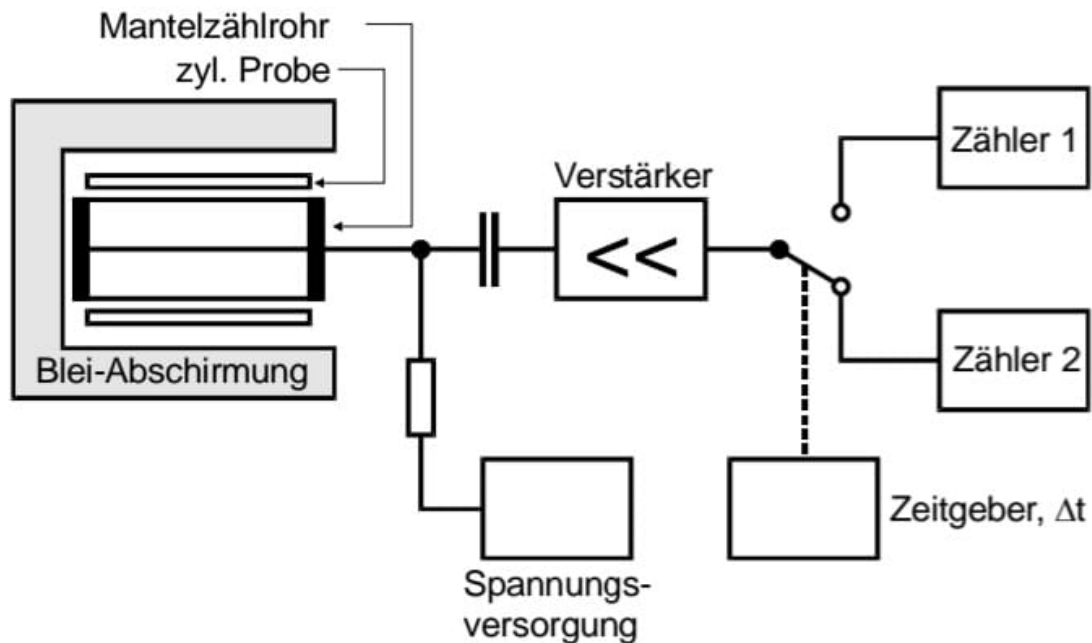 Mantelzählrohr
zyl. Probe
Blei-Abschirmung
Verstärker
<<
Zähler 1
Zähler 2
Zeitgeber, Δt
Spannungs-
versorgung